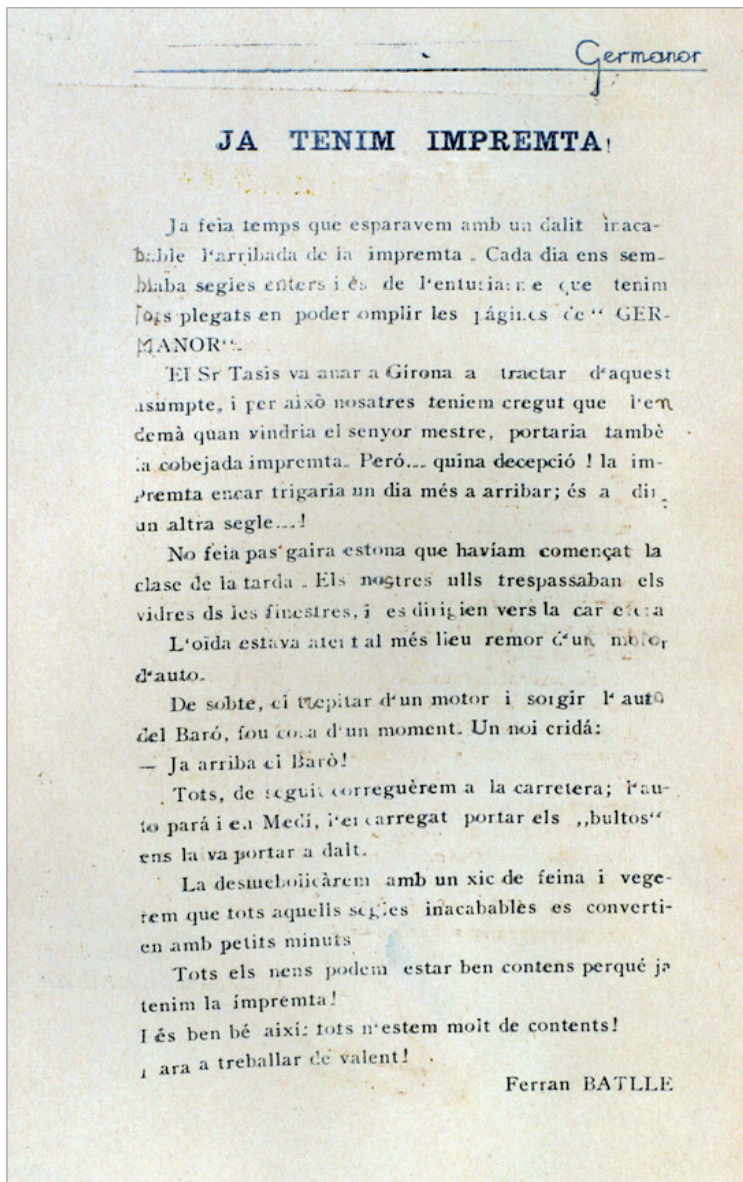 Germanor
JA TENIM IMPREMTA!
Ja feia temps que esparavem amb un dalit inaca-
bable l'arribada de la impremta . Cada dia ens sem-
blaba segles enters i és de l'entusiasme que tenim
tots plegats en poder omplir les págines de “ GER-
MANOR“.
El Sr Tasis va anar a Girona a tractar d'aquest
asumpte, i per això nosatres teniem cregut que l'en
demà quan vindria el senyor mestre, portaria també
la cobejada impremta. Peró... quina decepció ! la im-
premta encar trigaria un dia més a arribar; és a dir
un altra segle...!
No feia pas gaira estona que havíam començat la
clase de la tarda . Els nostres ulls trespassaban els
vidres ds les finestres, i es dirigien vers la carretera
L'oïda estava atent al més lieu remor d'un motor
d'auto.
De sobte, el trepitar d'un motor i sorgir l'auto
del Baró, fou cosa d'un moment. Un noi cridá:
— Ja arriba el Barò!
Tots, de seguit correguèrem a la carretera; l'au-
to pará i en Medí, l'encarregat portar els „bultos“
ens la va portar a dalt.
La desmebolicàrem amb un xic de feina i vege-
rem que tots aquells segles inacabablès es converti-
en amb petits minuts
Tots els nens podem estar ben contens perqué ja
tenim la impremta!
I és ben bé així: tots n'estem molt de contents!
i ara a treballar de valent!
Ferran BATLLE